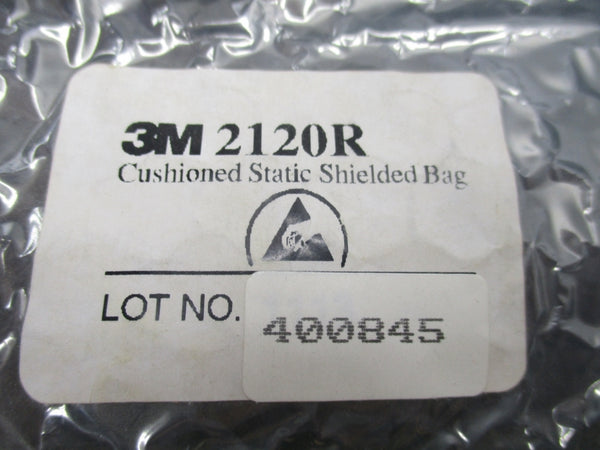 3M 2120R
Cushioned Static Shielded Bag
LOT NO. 400845